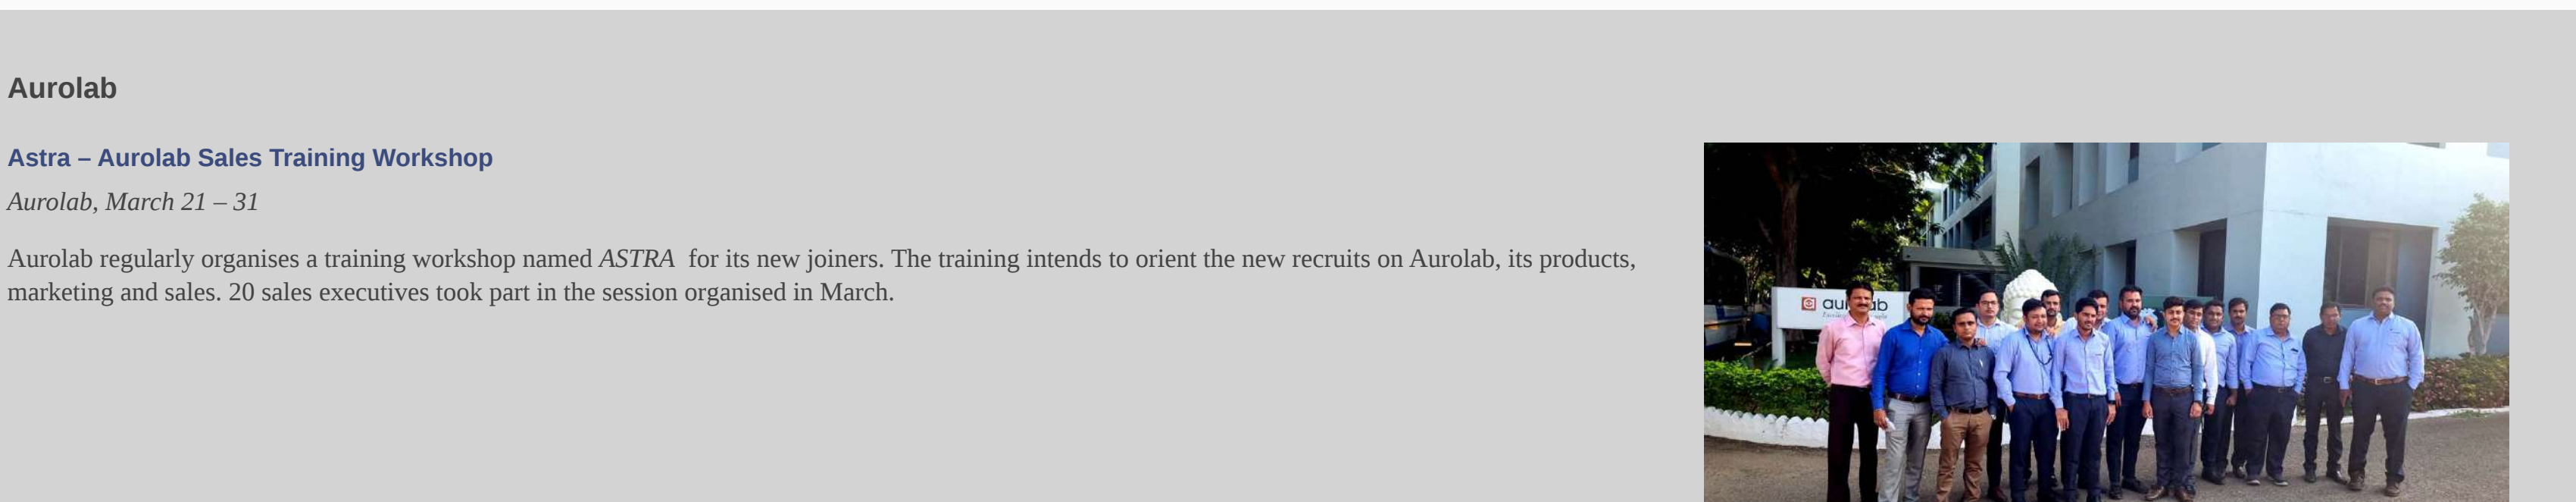 Aurolab
Astra – Aurolab Sales Training Workshop
Aurolab, March 21 – 31
Aurolab regularly organises a training workshop named ASTRA for its new joiners. The training intends to orient the new recruits on Aurolab, its products,
marketing and sales. 20 sales executives took part in the session organised in March.